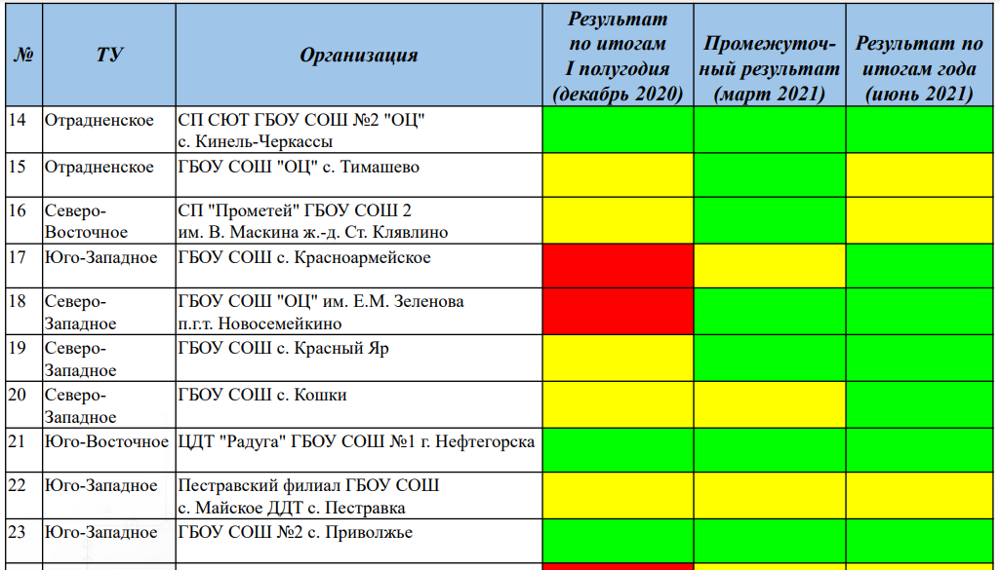 №
ТУ
Организация
Результат
по итогам
I полугодия
(декабрь 2020)
Промежуточ-
ный результат
(март 2021)
Результат по
итогам года
(июнь 2021)
14
Отрадненское
СП СЮТ ГБОУ СОШ №2 "ОЦ"
с. Кинель-Черкассы
15
Отрадненское
ГБОУ СОШ "ОЦ" с. Тимашево
16
Северо-
Восточное
СП "Прометей" ГБОУ СОШ 2
им. В. Маскина ж.-д. Ст. Клявлино
17
Юго-Западное
ГБОУ СОШ с. Красноармейское
18
Северо-
Западное
ГБОУ СОШ "ОЦ" им. Е.М. Зеленова
п.г.т. Новосемейкино
19
Северо-
Западное
ГБОУ СОШ с. Красный Яр
20
Северо-
Западное
ГБОУ СОШ с. Кошки
21
Юго-Восточное
ЦДТ "Радуга" ГБОУ СОШ №1 г. Нефтегорска
22
Юго-Западное
Пестравский филиал ГБОУ СОШ
с. Майское ДДТ с. Пестравка
23
Юго-Западное
ГБОУ СОШ №2 с. Приволжье